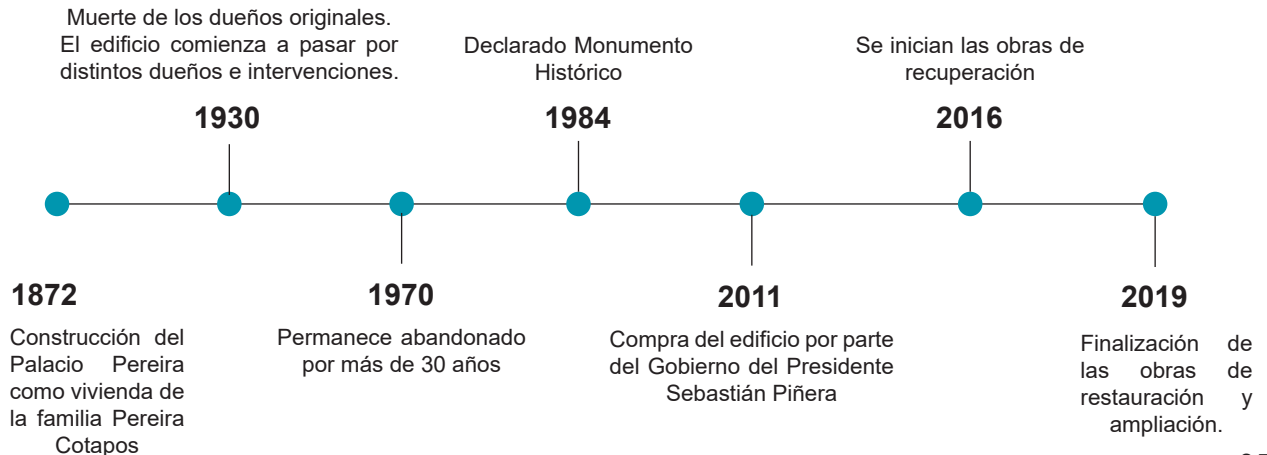 Muerte de los dueños originales.
El edificio comienza a pasar por
distintos dueños e intervenciones.
1930
Declarado Monumento
Histórico
1984
Se inician las obras de
recuperación
2016
1872
Construcción del
Palacio Pereira
como vivienda de
la familia Pereira
Cotapos
1970
Permanece abandonado
por más de 30 años
2011
Compra del edificio por parte
del Gobierno del Presidente
Sebastián Piñera
2019
Finalización de
las obras de
restauración y
ampliación.